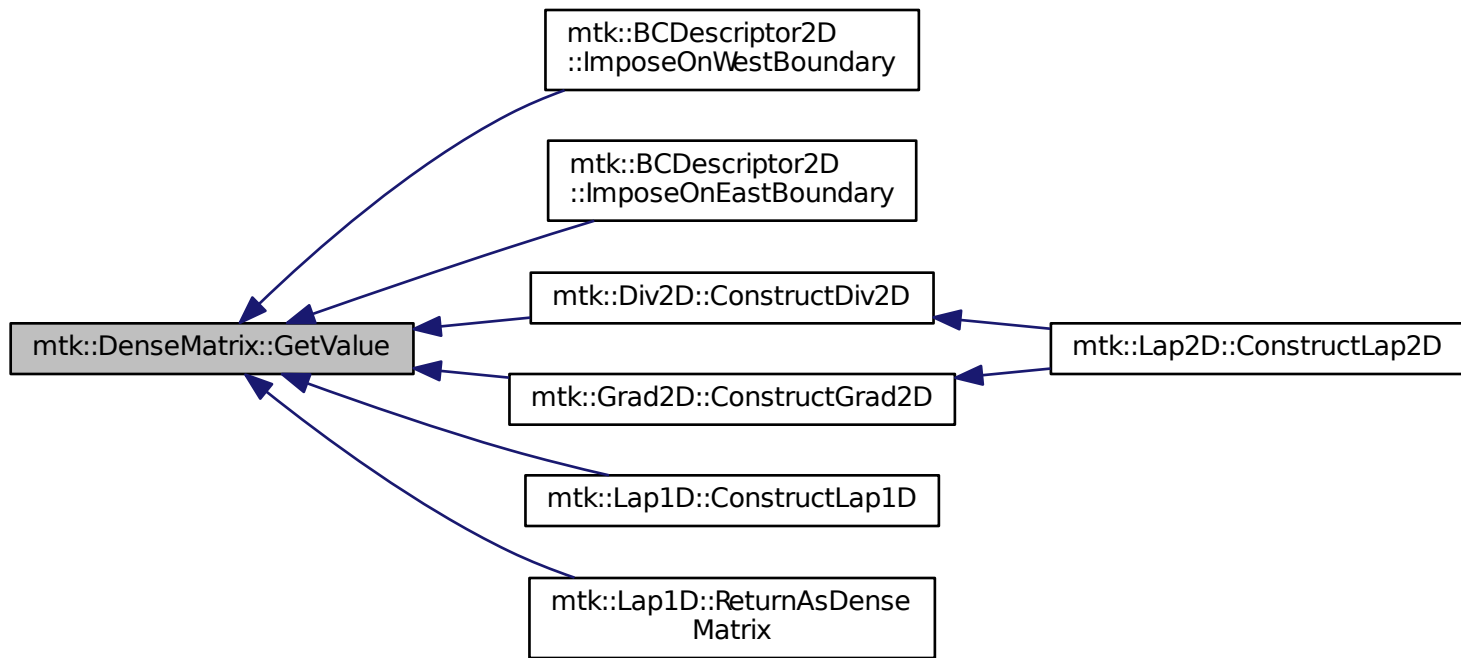 mtk::BCDescriptor2D
::ImposeOnWestBoundary
mtk::BCDescriptor2D
::ImposeOnEastBoundary
mtk::Div2D::ConstructDiv2D
mtk::DenseMatrix::GetValue
mtk::Lap2D::ConstructLap2D
mtk::Grad2D::ConstructGrad2D
mtk::Lap1D::ConstructLap1D
mtk::Lap1D::ReturnAsDense
Matrix